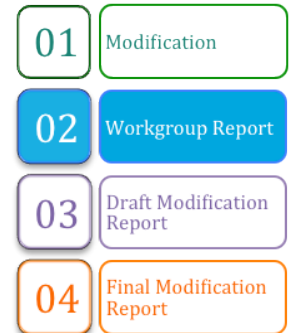 01
Modification
02
Workgroup Report
03
Draft Modification
Report
04
Final Modification
Report